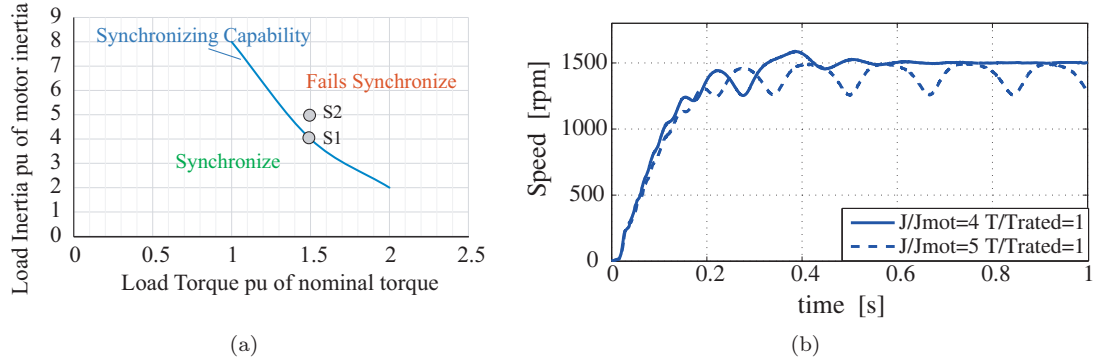 9
8
7
6
5
4
3
2
1
0
Load Inertia pu of motor inertia
Synchronizing Capability
Fails Synchronize
S2
S1
Synchronize
0 0.5 1 1.5 2 2.5
Load Torque pu of nominal torque
(a)
1500
1000
500
0
Speed [rpm]
J/Jmot=4 T/Trated=1
J/Jmot=5 T/Trated=1
0 0.2 0.4 0.6 0.8 1
time [s]
(b)